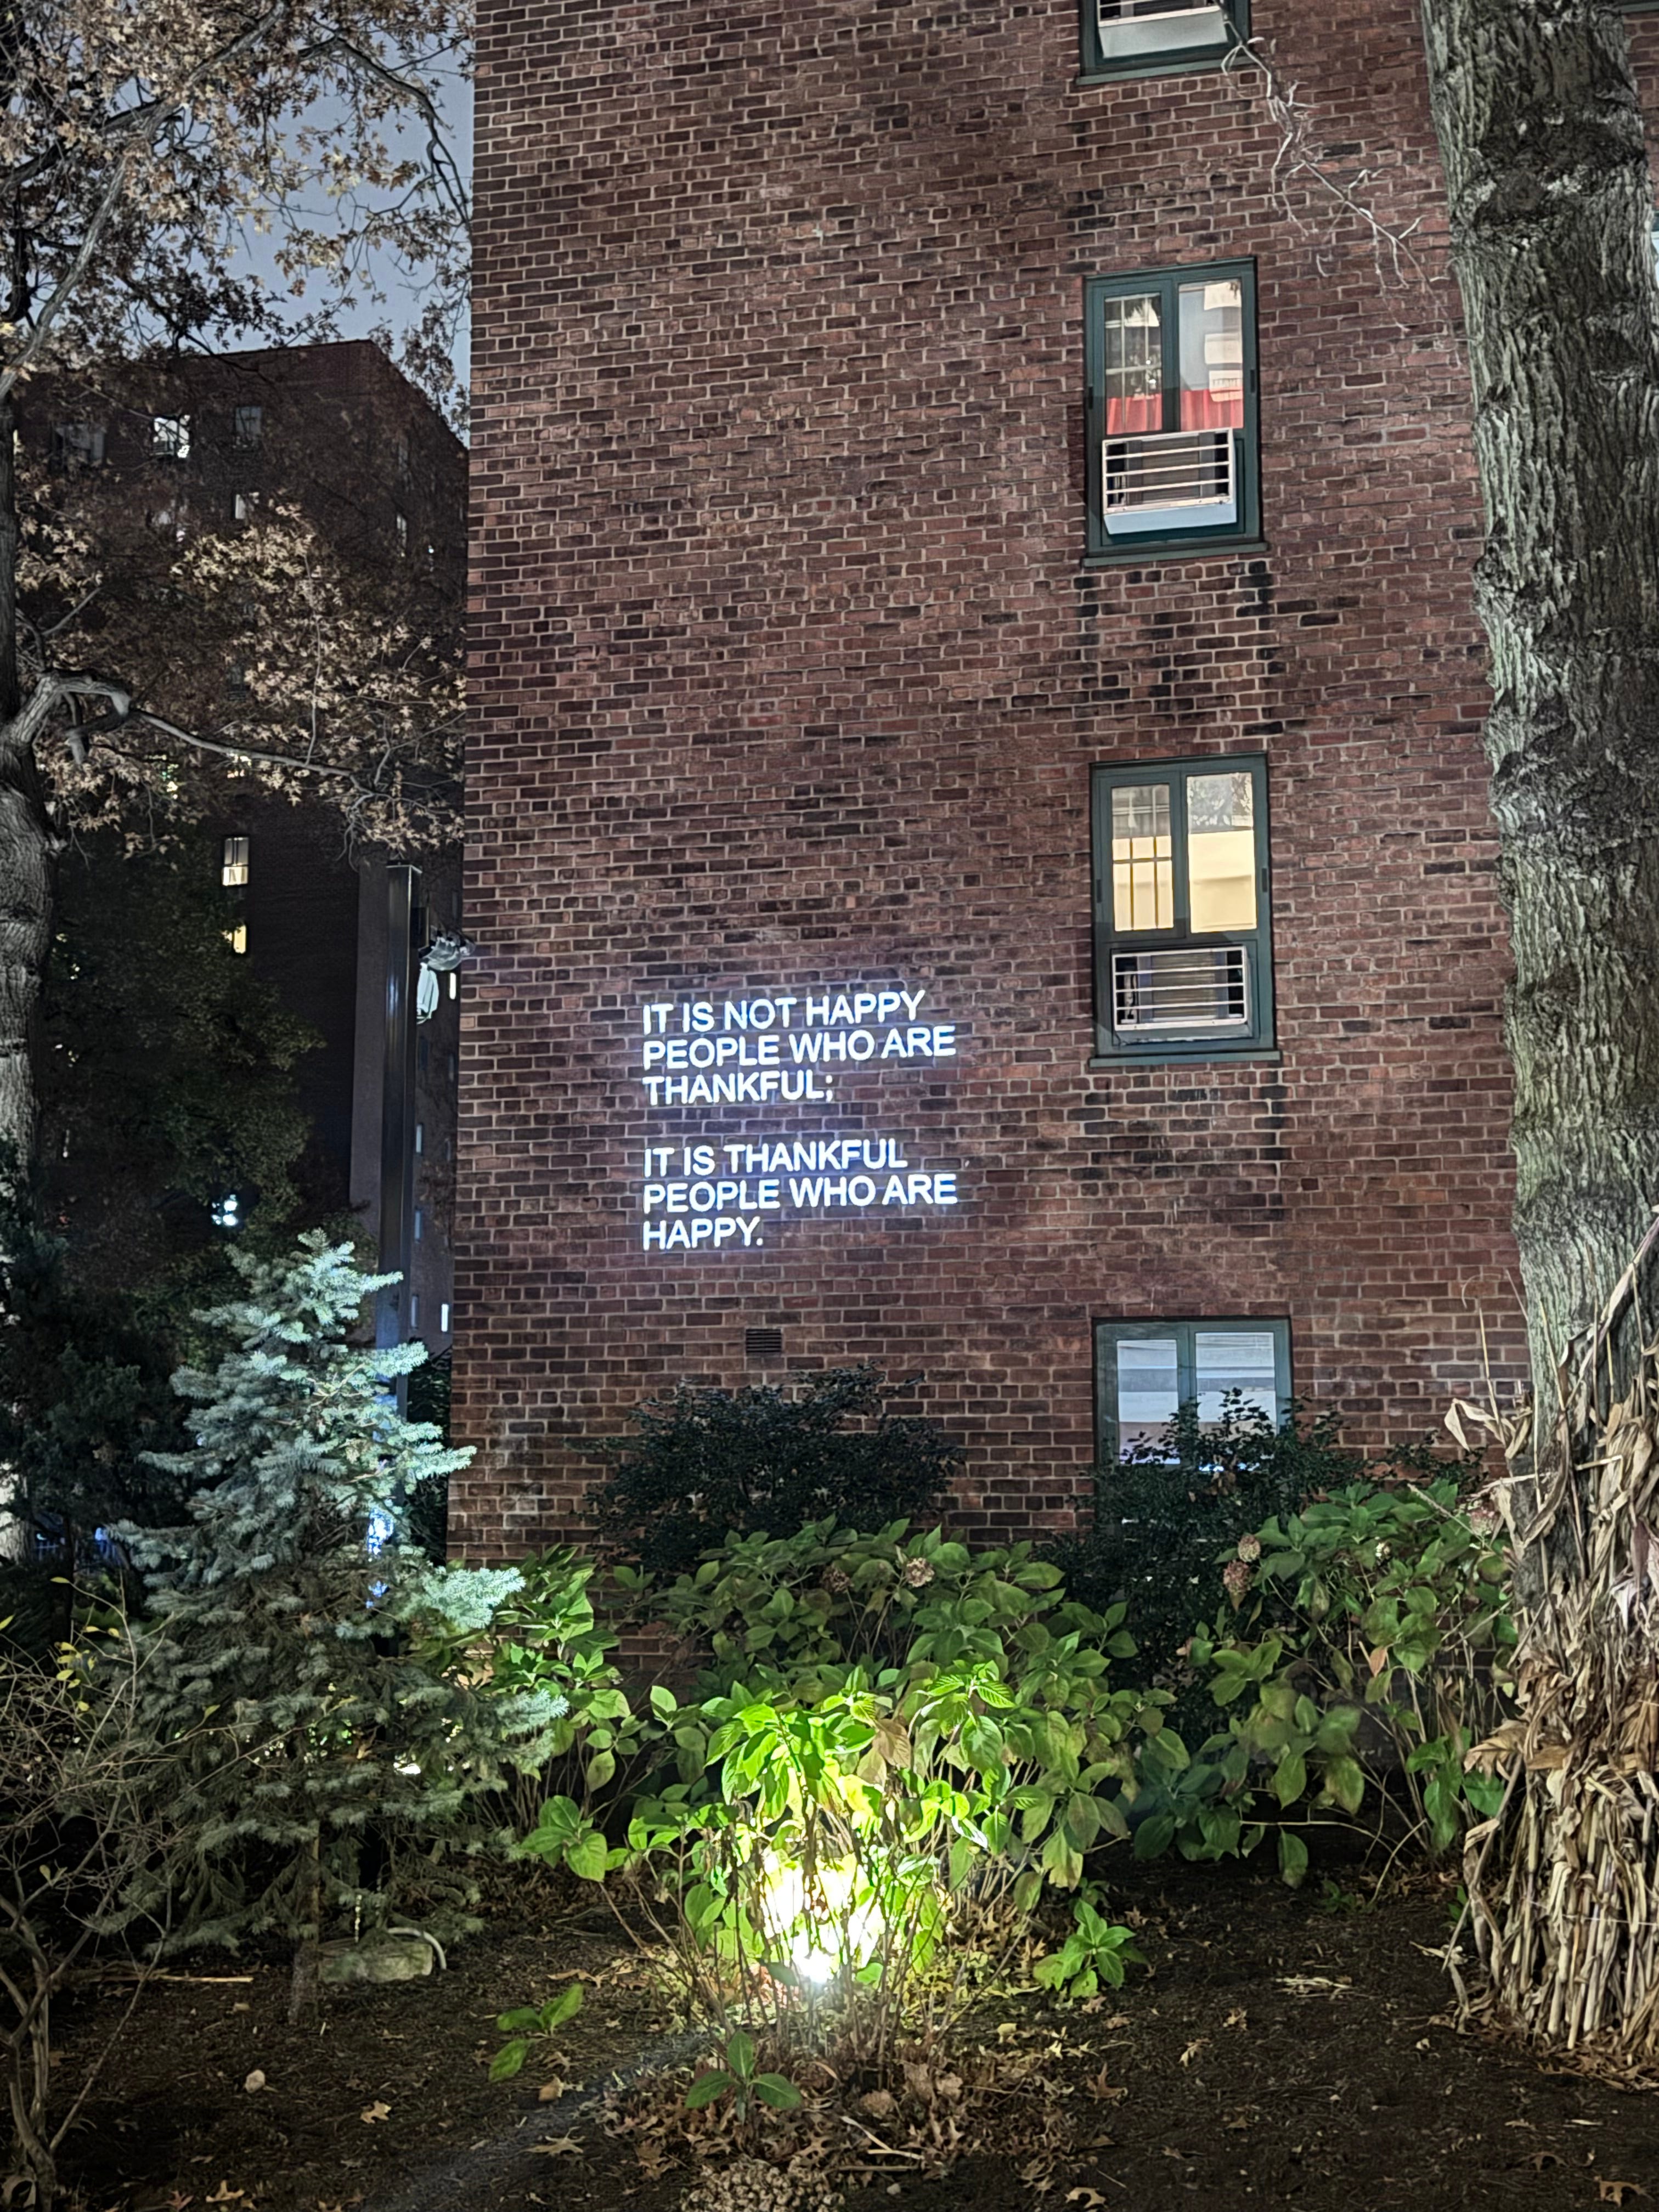 IT IS NOT HAPPY
PEOPLE WHO ARE
THANKFUL;
IT IS THANKFUL
PEOPLE WHO ARE
HAPPY.